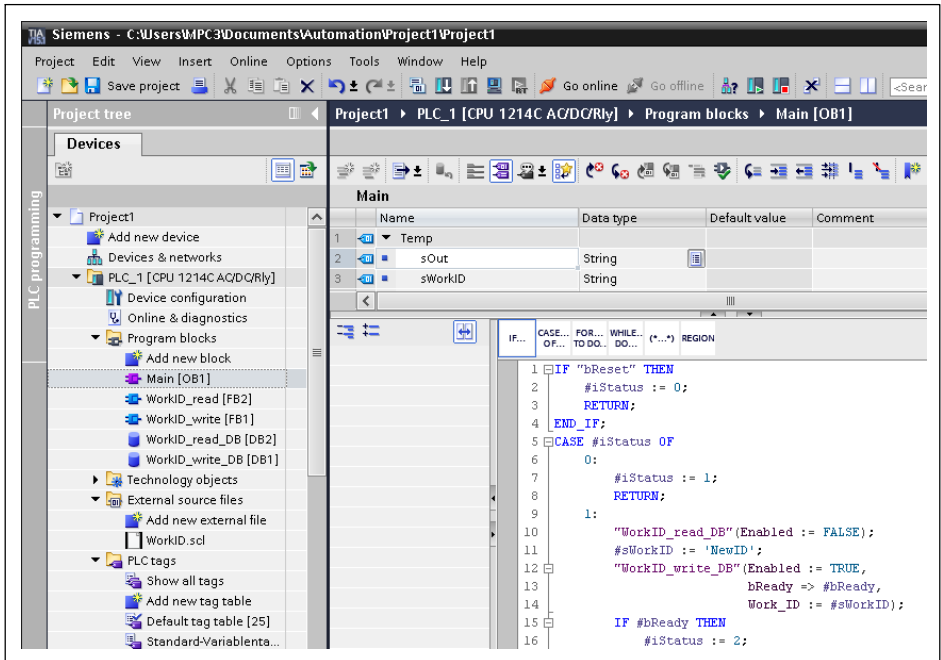 Siemens - C:\Users\MPC3\Documents\Automation\Project1\Project1
Project Edit View Insert Online Options Tools Window Help
Save project Go online Go offline <Sear
Project tree
Project1 ▸ PLC_1 [CPU 1214C AC/DC/Rly] ▸ Program blocks ▸ Main [OB1]
Devices
PLC programming
Project1
Add new device
Devices & networks
PLC_1 [CPU 1214C AC/DC/Rly]
Device configuration
Online & diagnostics
Program blocks
Add new block
Main [OB1]
WorkID_read [FB2]
WorkID_write [FB1]
WorkID_read_DB [DB2]
WorkID_write_DB [DB1]
Technology objects
External source files
Add new external file
WorkID.scl
PLC tags
Show all tags
Add new tag table
Default tag table [25]
Standard-Variablenta...
Main
Name Data type Default value Comment
1 Temp
2 sOut String
3 sWorkID String
IF... CASE... OF... FOR... TO DO... WHILE... DO... (*...*) REGION
1 IF "bReset" THEN
2 #iStatus := 0;
3 RETURN;
4 END_IF;
5 CASE #iStatus OF
6 0:
7 #iStatus := 1;
8 RETURN;
9 1:
10 "WorkID_read_DB"(Enabled := FALSE);
11 #sWorkID := 'NewID';
12 "WorkID_write_DB"(Enabled := TRUE,
13 bReady => #bReady,
14 Work_ID := #sWorkID);
15 IF #bReady THEN
16 #iStatus := 2;